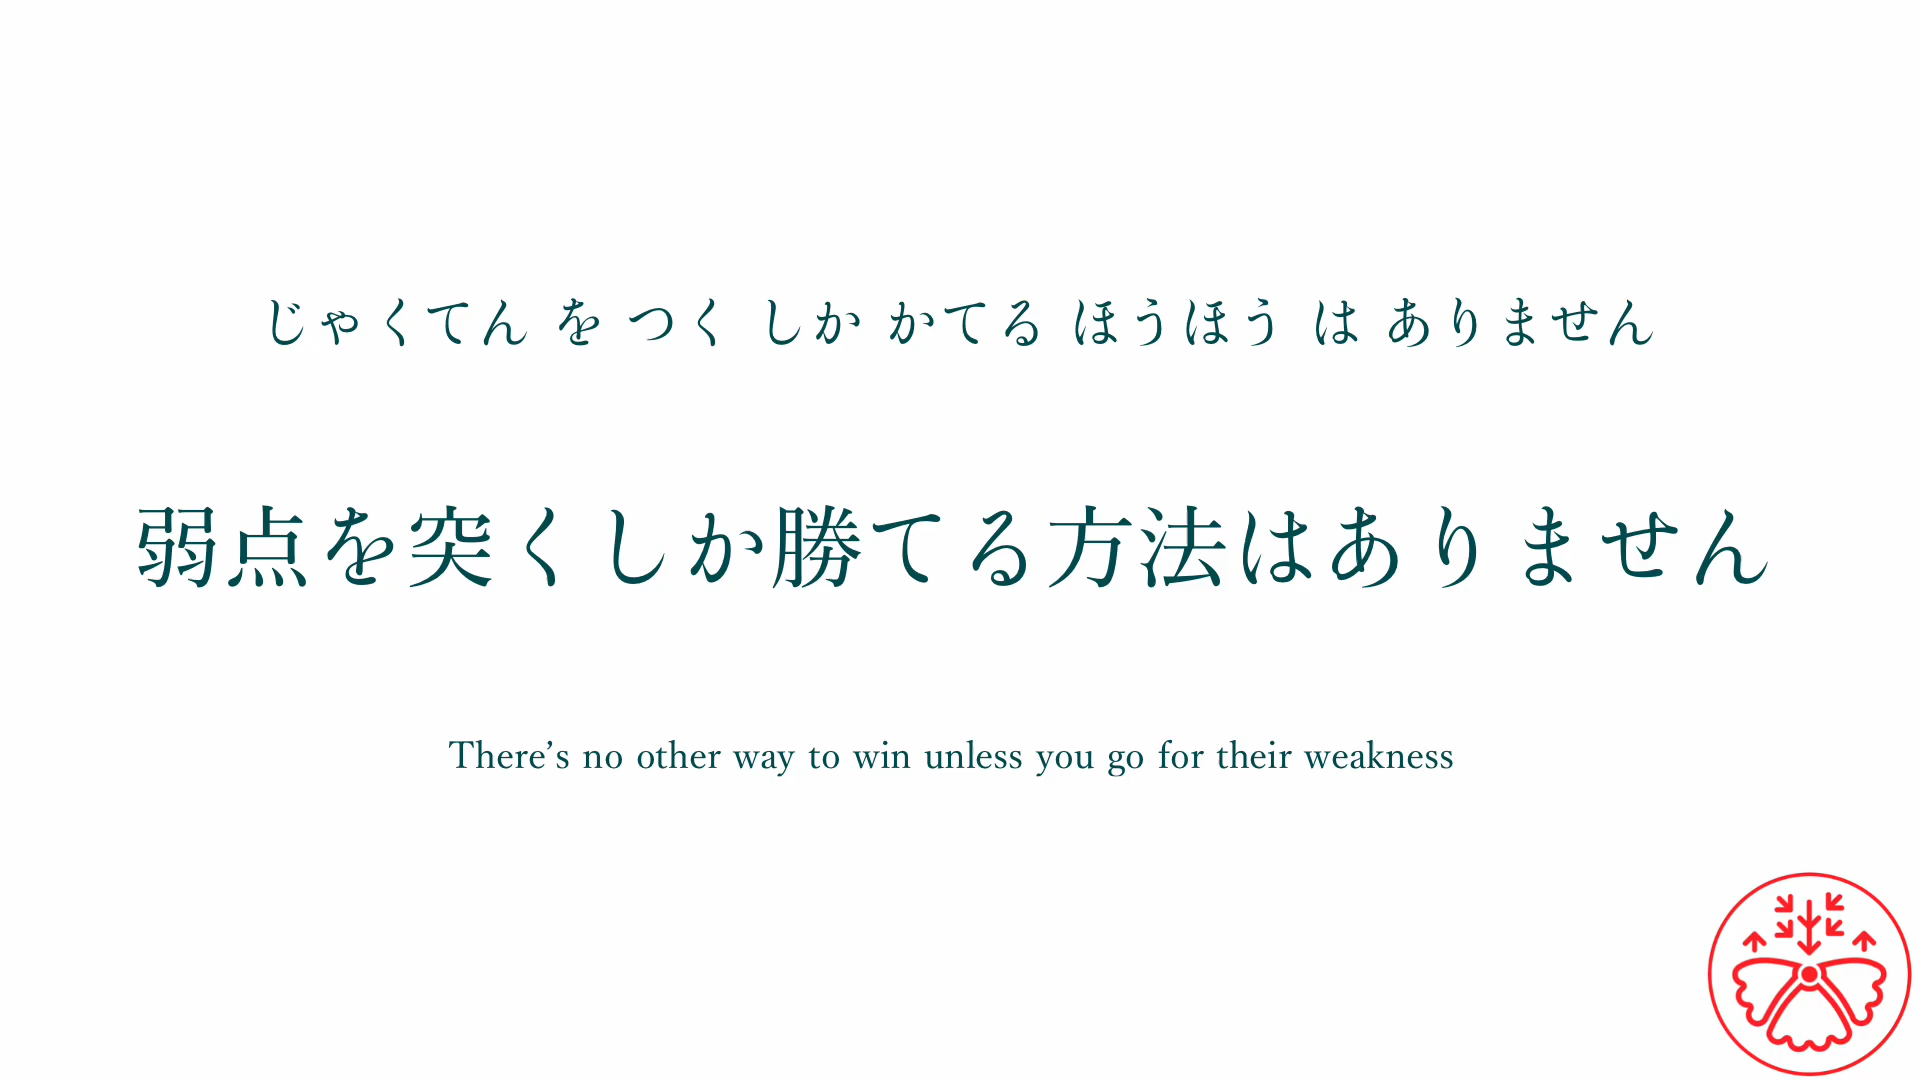 じゃくてん を つく しか かてる ほうほう は ありません
弱点を突くしか勝てる方法はありません
There’s no other way to win unless you go for their weakness